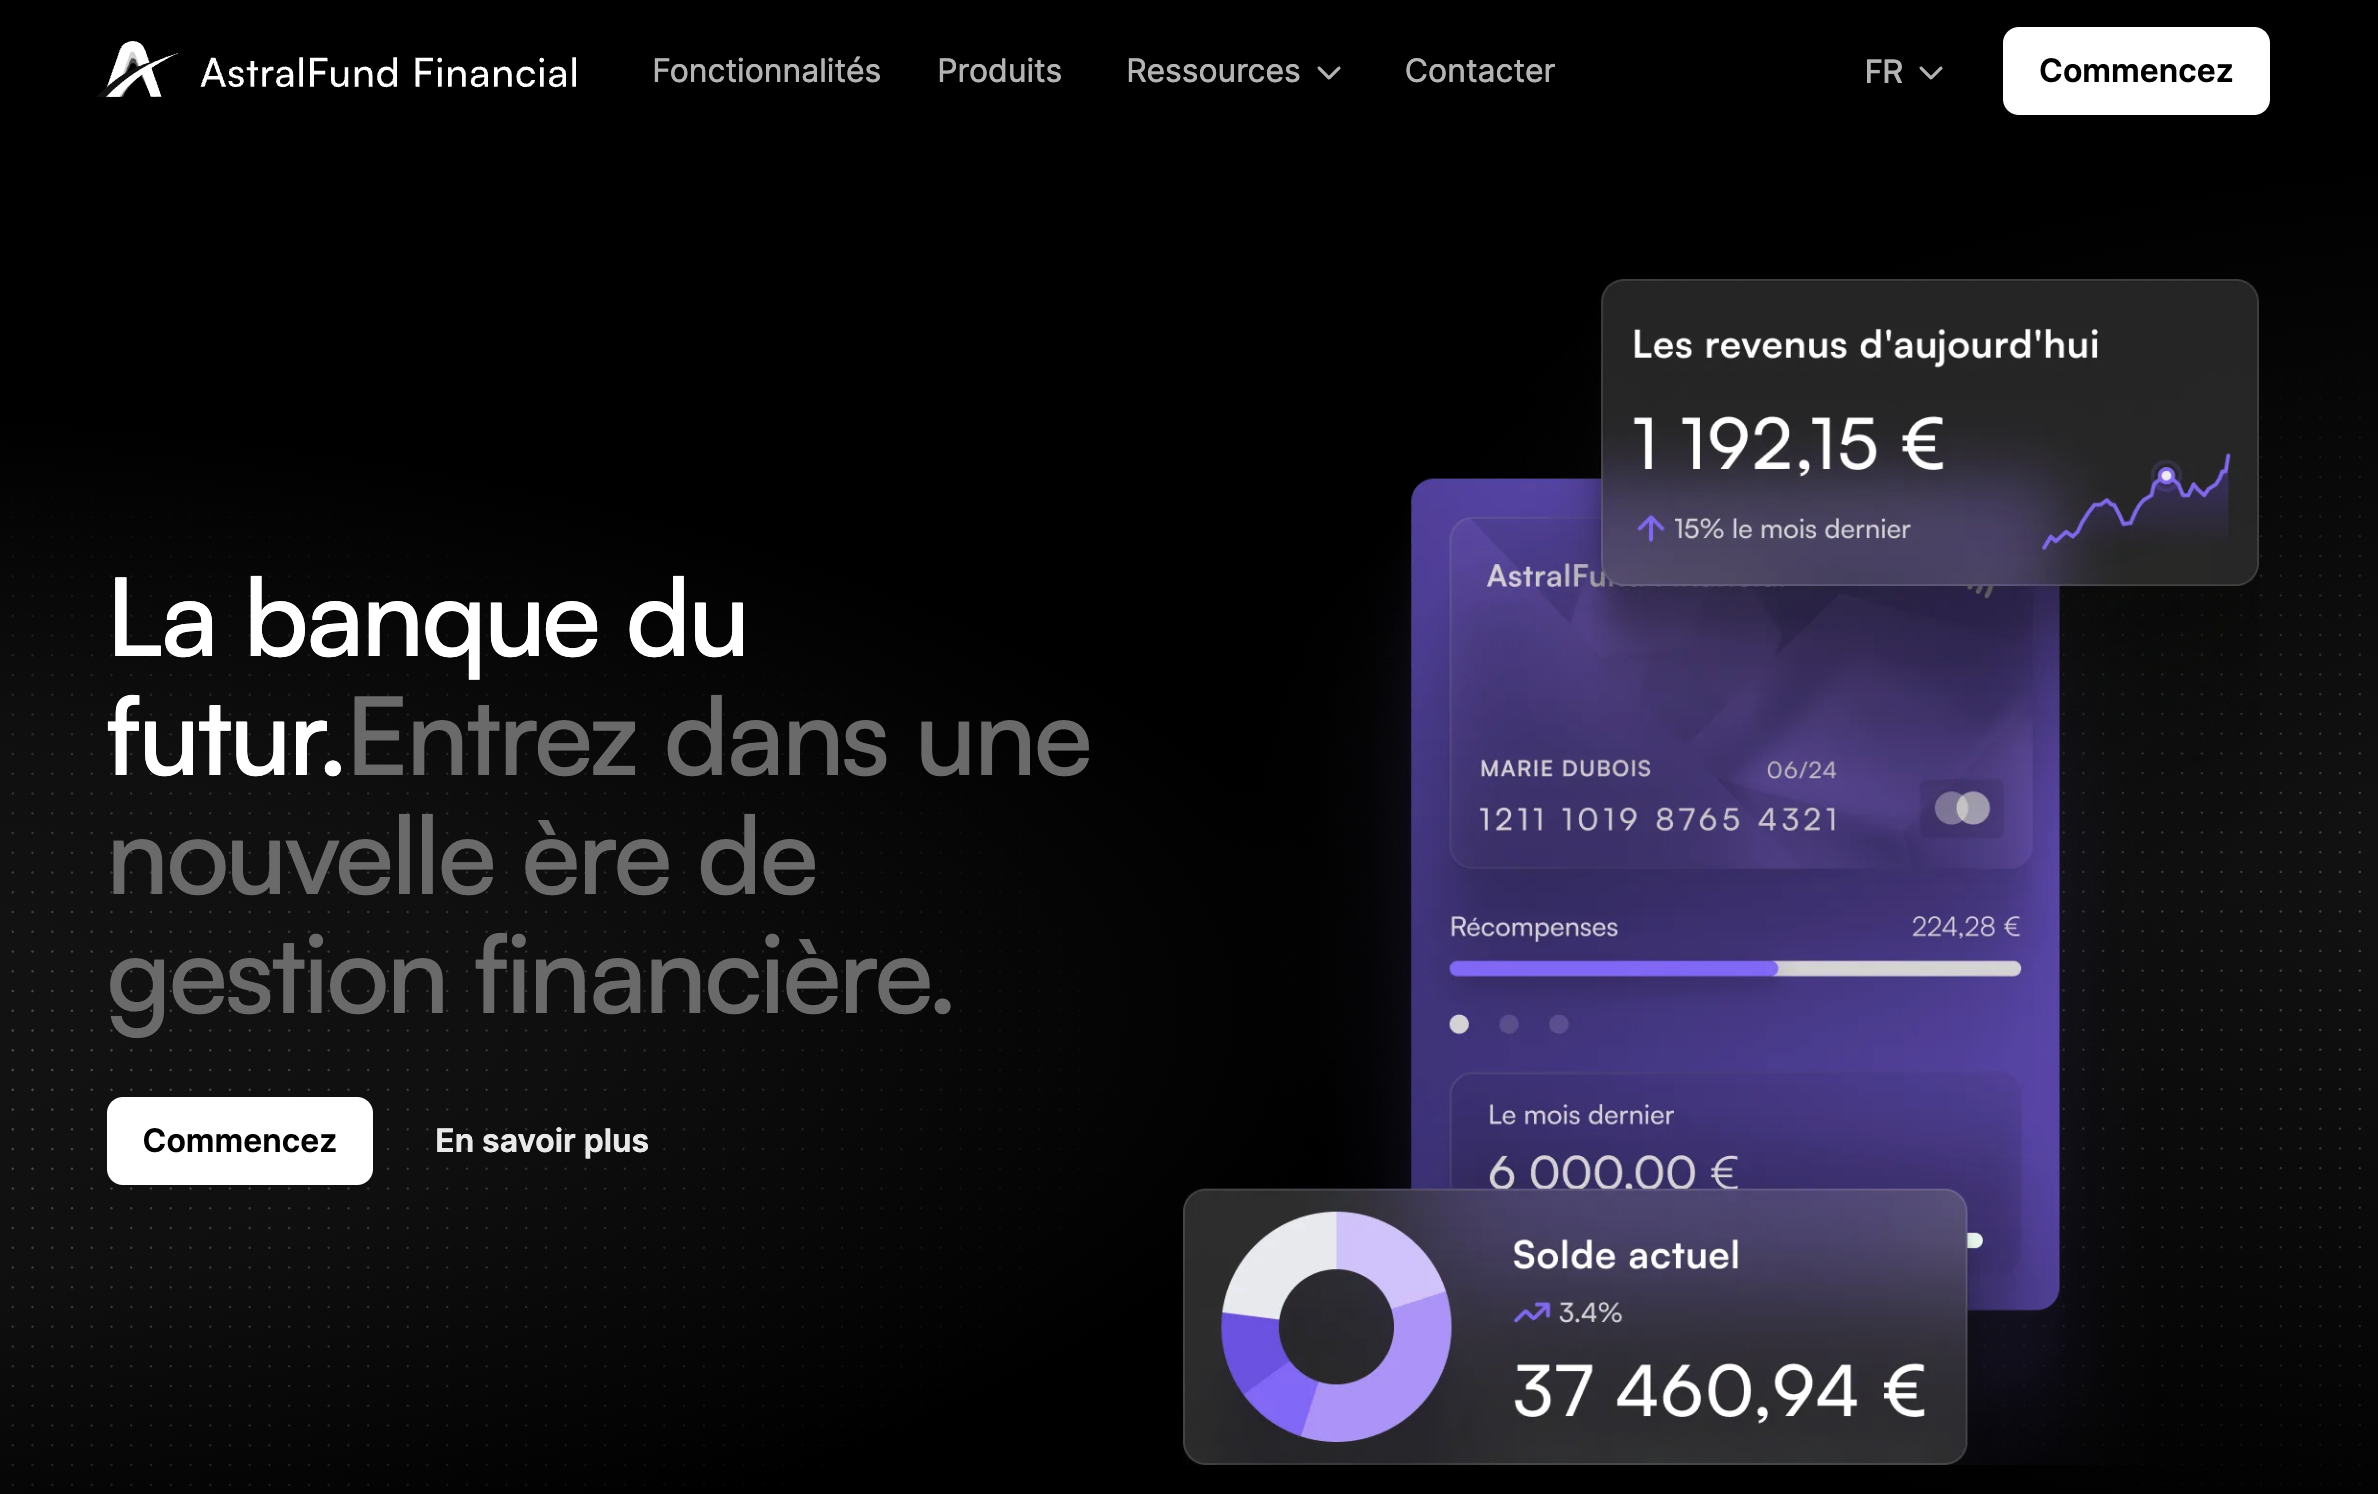 AstralFund Financial
Fonctionnalités
Produits
Ressources
Contacter
FR
Commencez
La banque du
futur.Entrez dans une
nouvelle ère de
gestion financière.
Commencez
En savoir plus
Les revenus d'aujourd'hui
1 192,15 €
15% le mois dernier
MARIE DUBOIS
06/24
1211 1019 8765 4321
Récompenses
224,28 €
Le mois dernier
6 000,00 €
Solde actuel
3.4%
37 460,94 €